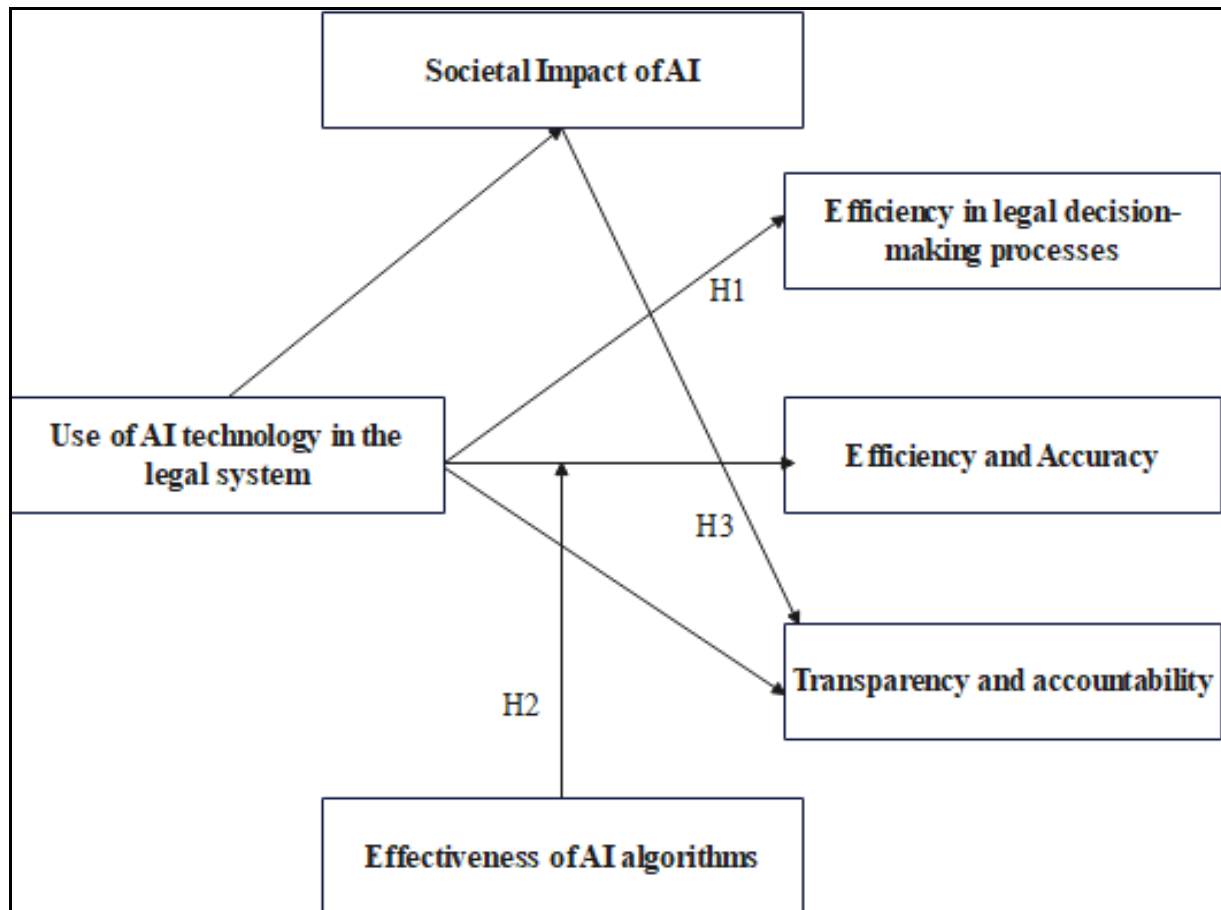 Societal Impact of AI
Efficiency in legal decision-
making processes
H1
Use of AI technology in the
legal system
Efficiency and Accuracy
H3
Transparency and accountability
H2
Effectiveness of AI algorithms